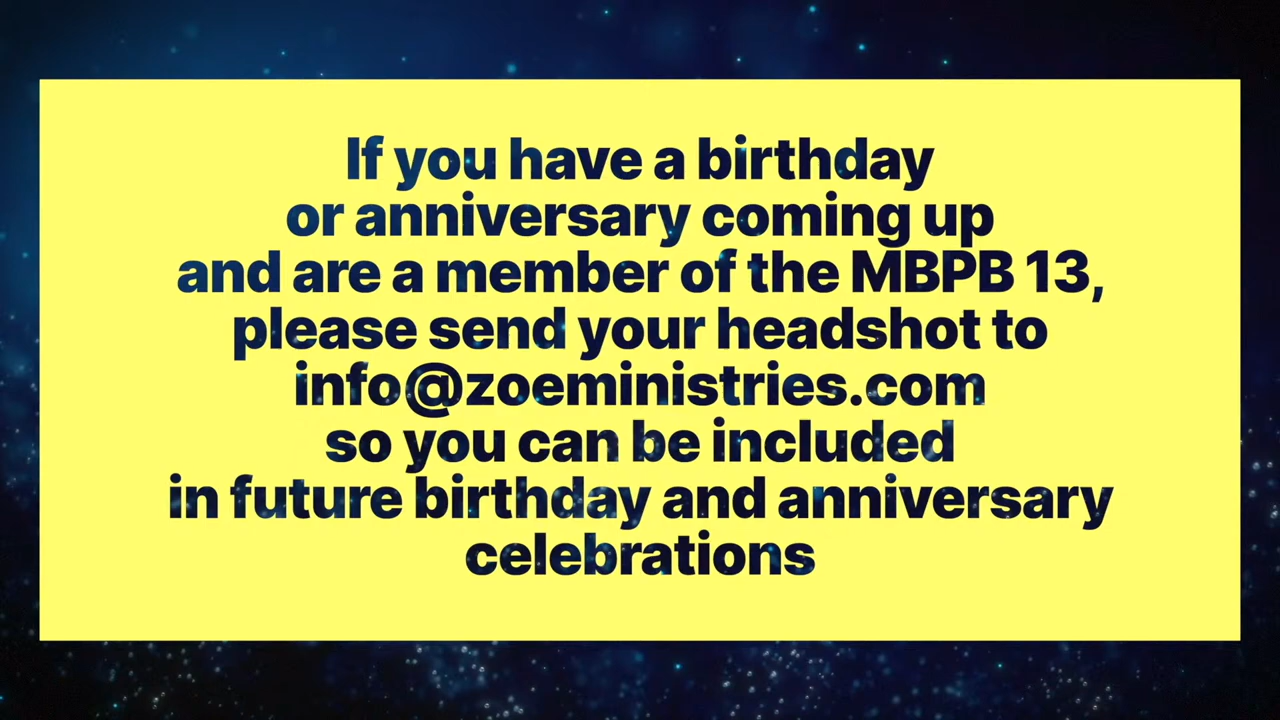 If you have a birthday
or anniversary coming up
and are a member of the MBPB 13,
please send your headshot to
info@zoeministries.com
so you can be included
in future birthday and anniversary
celebrations